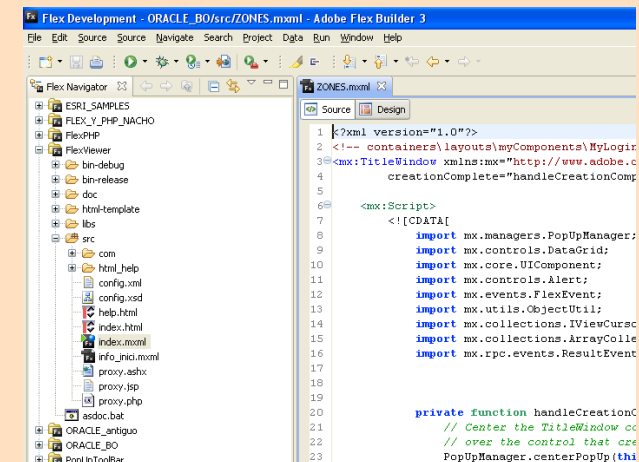 Flex Development - ORACLE_BO/src/ZONES.mxml - Adobe Flex Builder 3
File Edit Source Source Navigate Search Project Data Run Window Help
Flex Navigator
ESRI_SAMPLES
FLEX_Y_PHP_NACHO
FlexPHP
FlexViewer
bin-debug
bin-release
doc
html-template
libs
src
com
html_help
config.xml
config.xsd
help.html
index.html
index.mxml
info_inici.mxml
proxy.ashx
proxy.jsp
proxy.php
asdoc.bat
ORACLE_antiguo
ORACLE_BO
PopUpToolBar
ZONES.mxml
Source Design
1 <?xml version="1.0"?>
2 <!-- containers\layouts\myComponents\MyLogin
3 <mx:TitleWindow xmlns:mx="http://www.adobe.c
4 creationComplete="handleCreationComp
5
6 <mx:Script>
7 <![CDATA[
8 import mx.managers.PopUpManager;
9 import mx.controls.DataGrid;
10 import mx.core.UIComponent;
11 import mx.controls.Alert;
12 import mx.events.FlexEvent;
13 import mx.utils.ObjectUtil;
14 import mx.collections.IViewCurso
15 import mx.collections.ArrayColle
16 import mx.rpc.events.ResultEvent
17
18
19
20 private function handleCreationC
21 // Center the TitleWindow co
22 // over the control that cre
23 PopUpManager.centerPopUp(thi